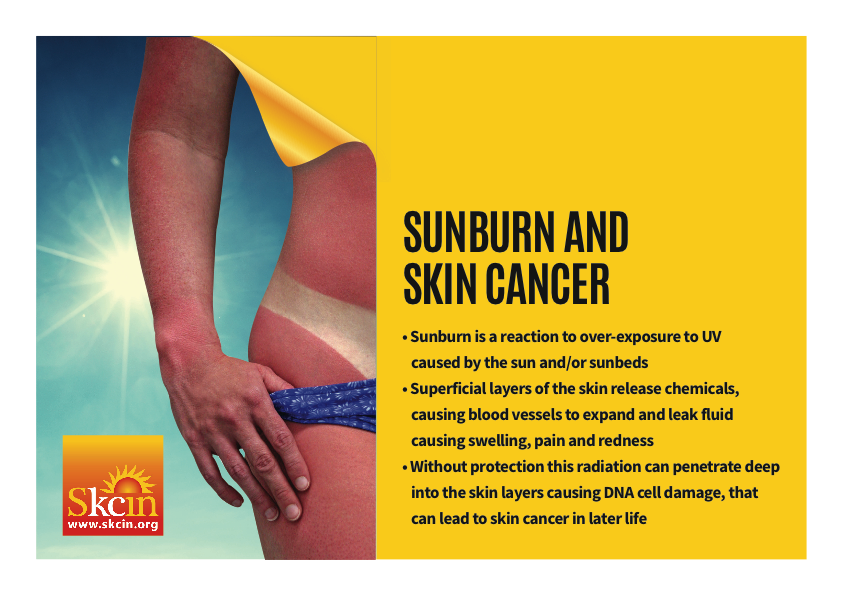 SUNBURN AND
SKIN CANCER
• Sunburn is a reaction to over-exposure to UV
caused by the sun and/or sunbeds
• Superficial layers of the skin release chemicals,
causing blood vessels to expand and leak fluid
causing swelling, pain and redness
• Without protection this radiation can penetrate deep
into the skin layers causing DNA cell damage, that
can lead to skin cancer in later life
Skcin
www.skcin.org